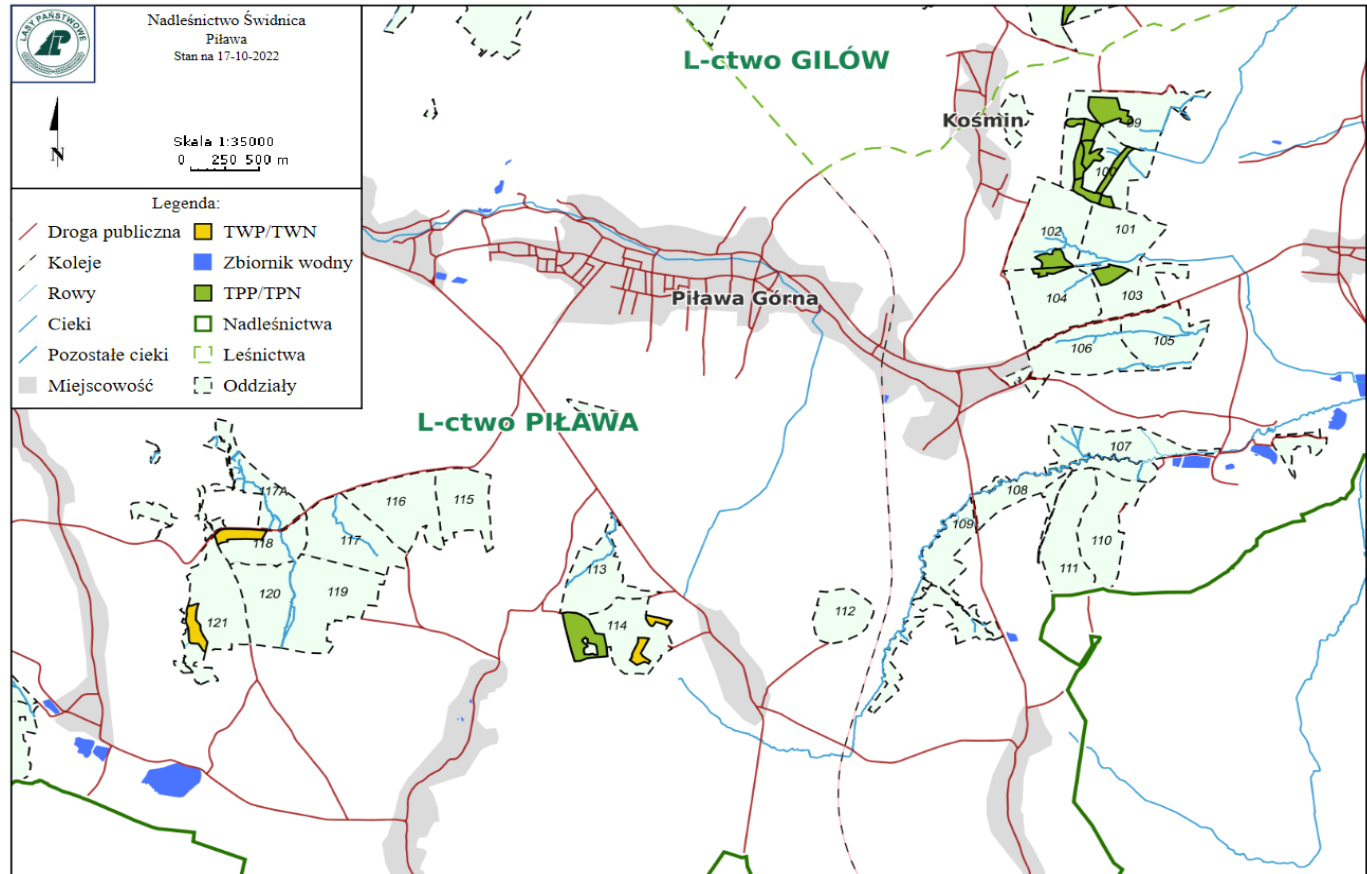 LASY PAŃSTWOWE
Nadleśnictwo Świdnica
Piława
Stan na 17-10-2022
N
Skala 1:35000
0 250 500 m
Legenda:
Droga publiczna
TWP/TWN
Koleje
Zbiornik wodny
Rowy
TPP/TPN
Cieki
Nadleśnictwa
Pozostałe cieki
Leśnictwa
Miejscowość
Oddziały
L-ctwo GILÓW
Kośmin
99
100
102
101
Piława Górna
104
103
106
105
L-ctwo PIŁAWA
107
117A
116
115
108
109
118
117
110
113
111
120
119
112
121
114